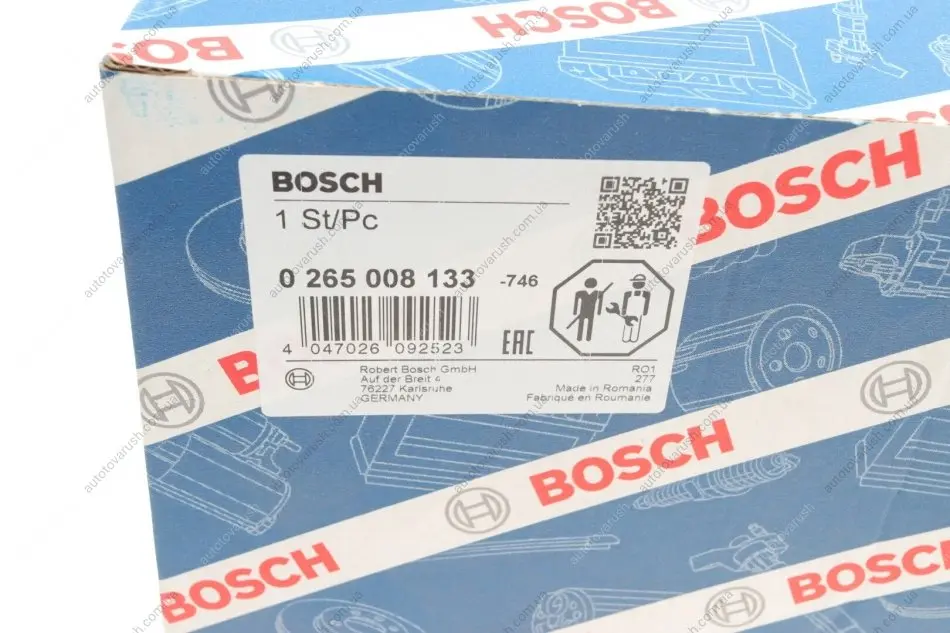 BOSCH
BOSCH
BOSCH
BOSCH
BOSCH
1 St/Pc
0 265 008 133 -746
4 047026 092523
EAC
Robert Bosch GmbH
Auf der Breit 4
76227 Karlsruhe
GERMANY
RO1
277
Made in Romania
Fabriqué en Roumanie
BOSCH
BOSCH
BOSCH
autotovarush.com.ua